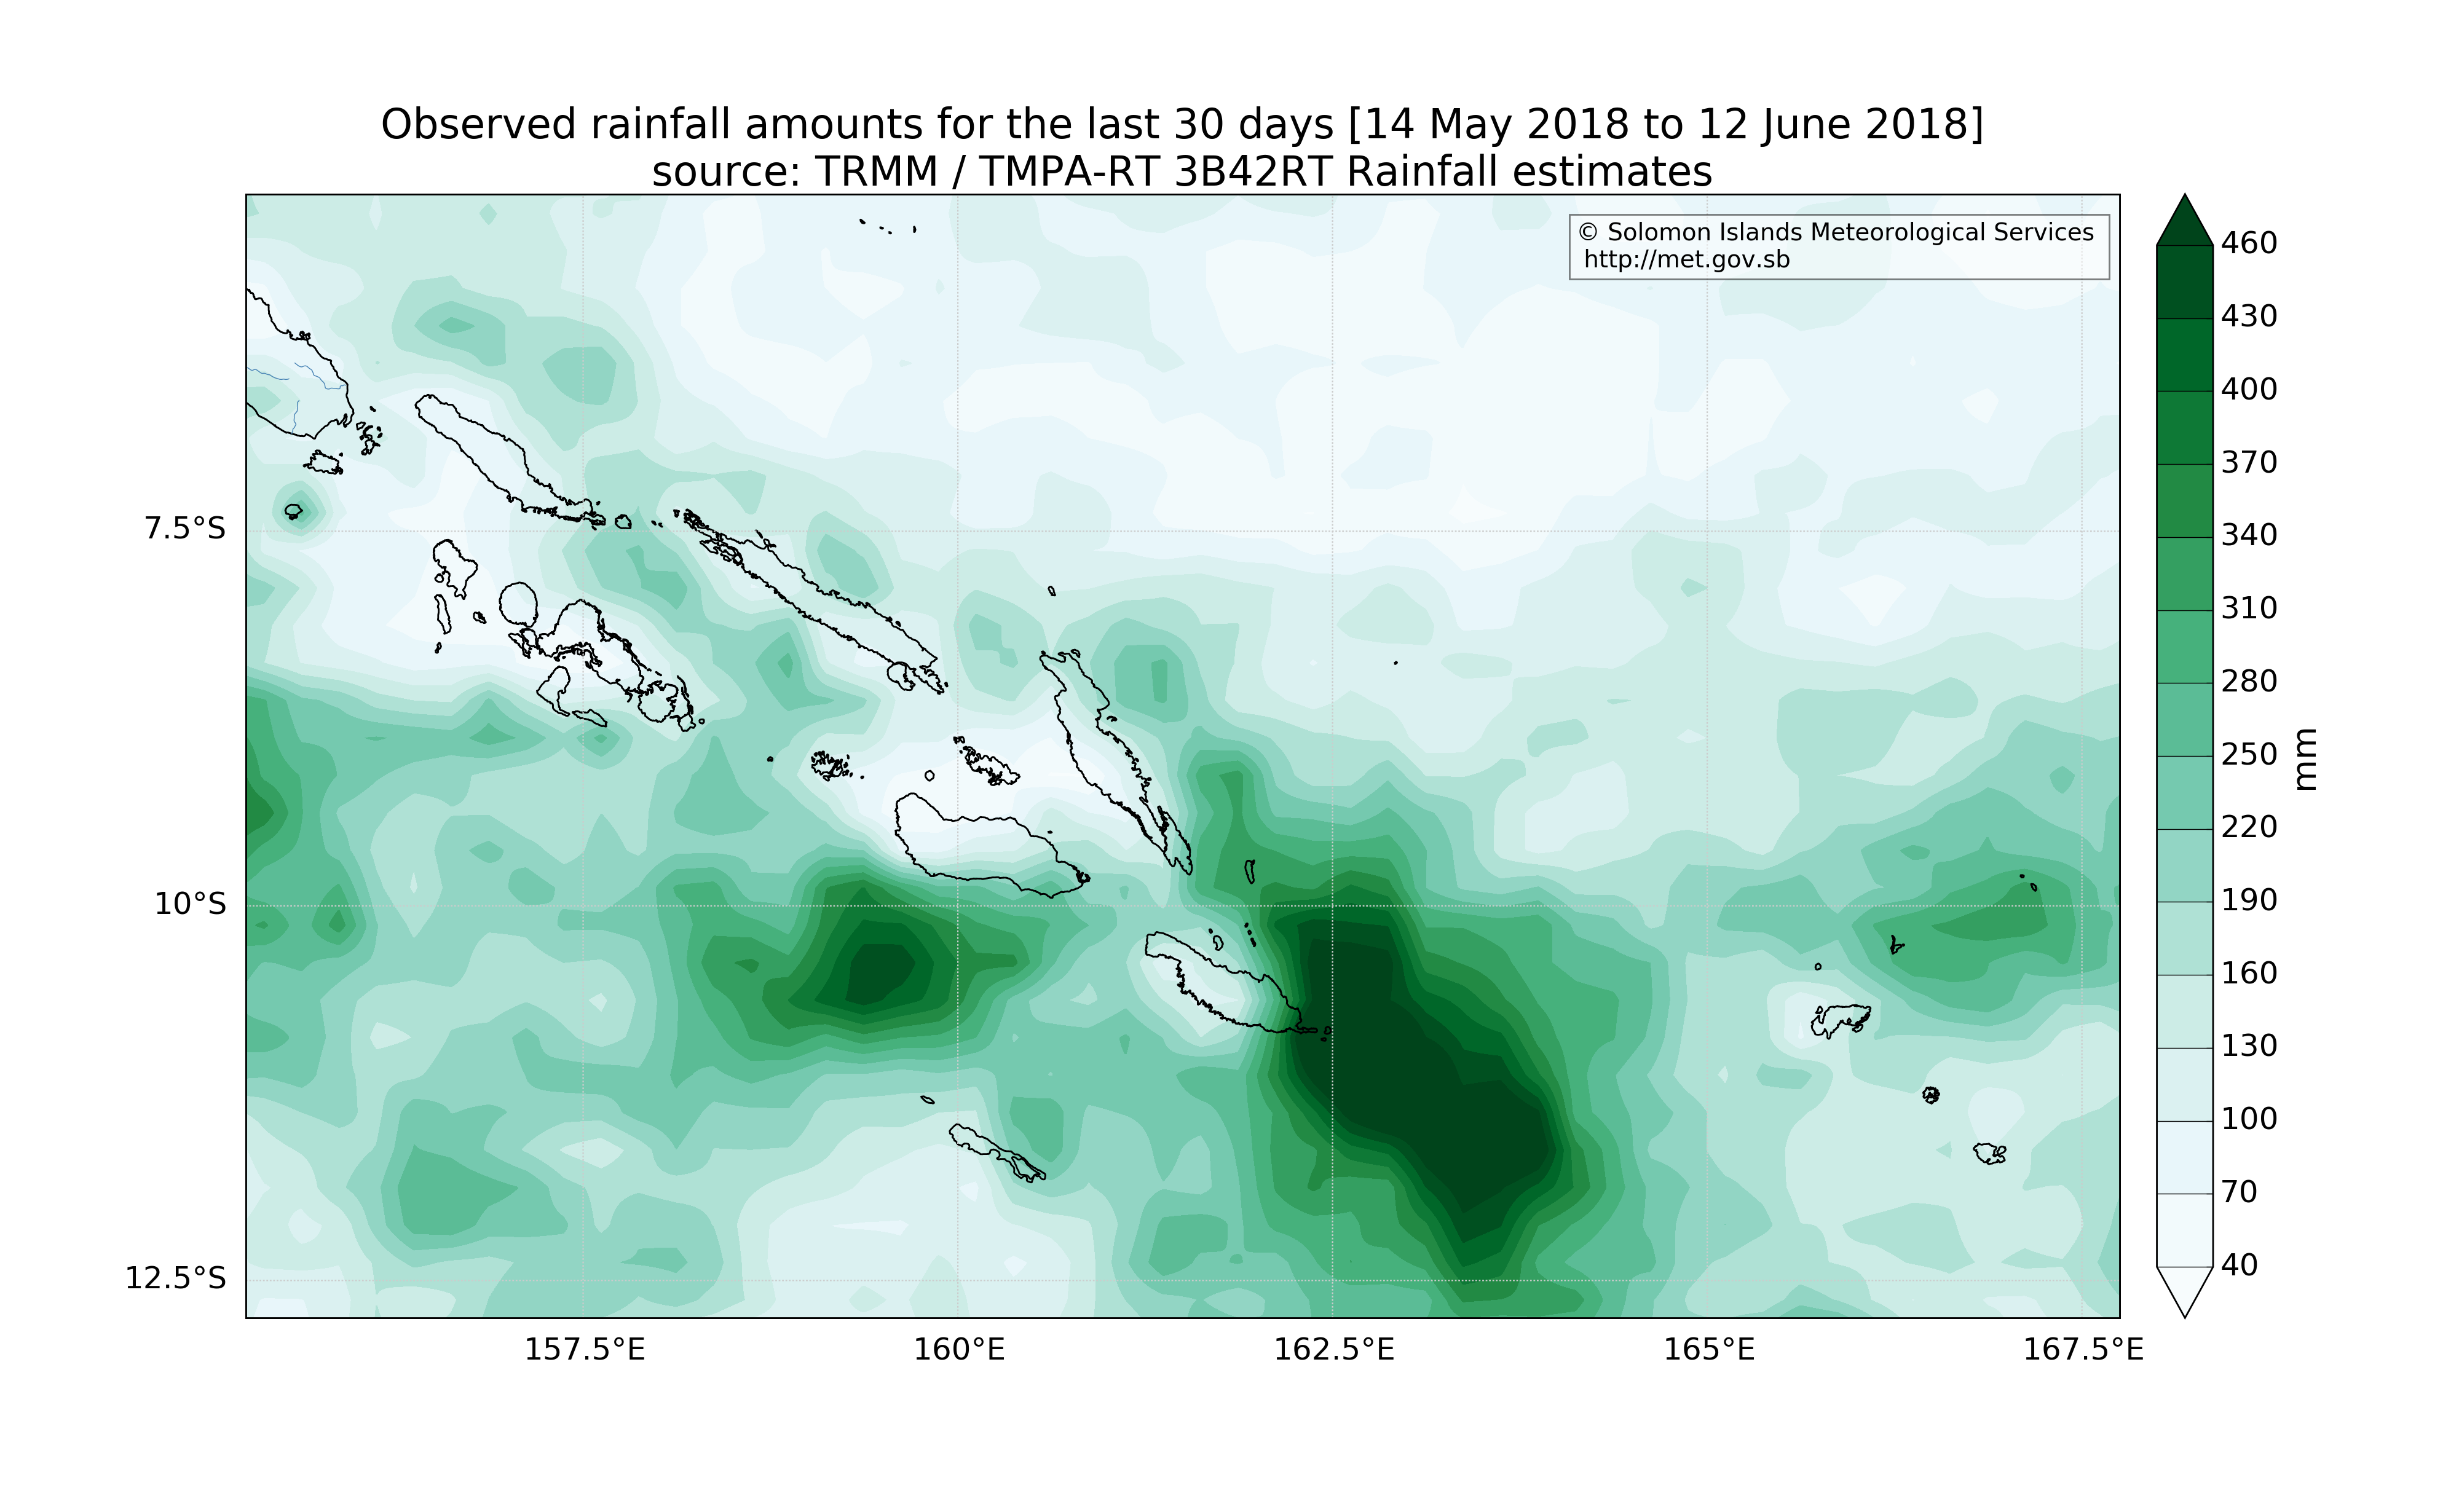 Observed rainfall amounts for the last 30 days [14 May 2018 to 12 June 2018]
source: TRMM / TMPA-RT 3B42RT Rainfall estimates
© Solomon Islands Meteorological Services
http://met.gov.sb
7.5°S
10°S
12.5°S
157.5°E
160°E
162.5°E
165°E
167.5°E
460
430
400
370
340
310
280
250
220
190
160
130
100
70
40
mm